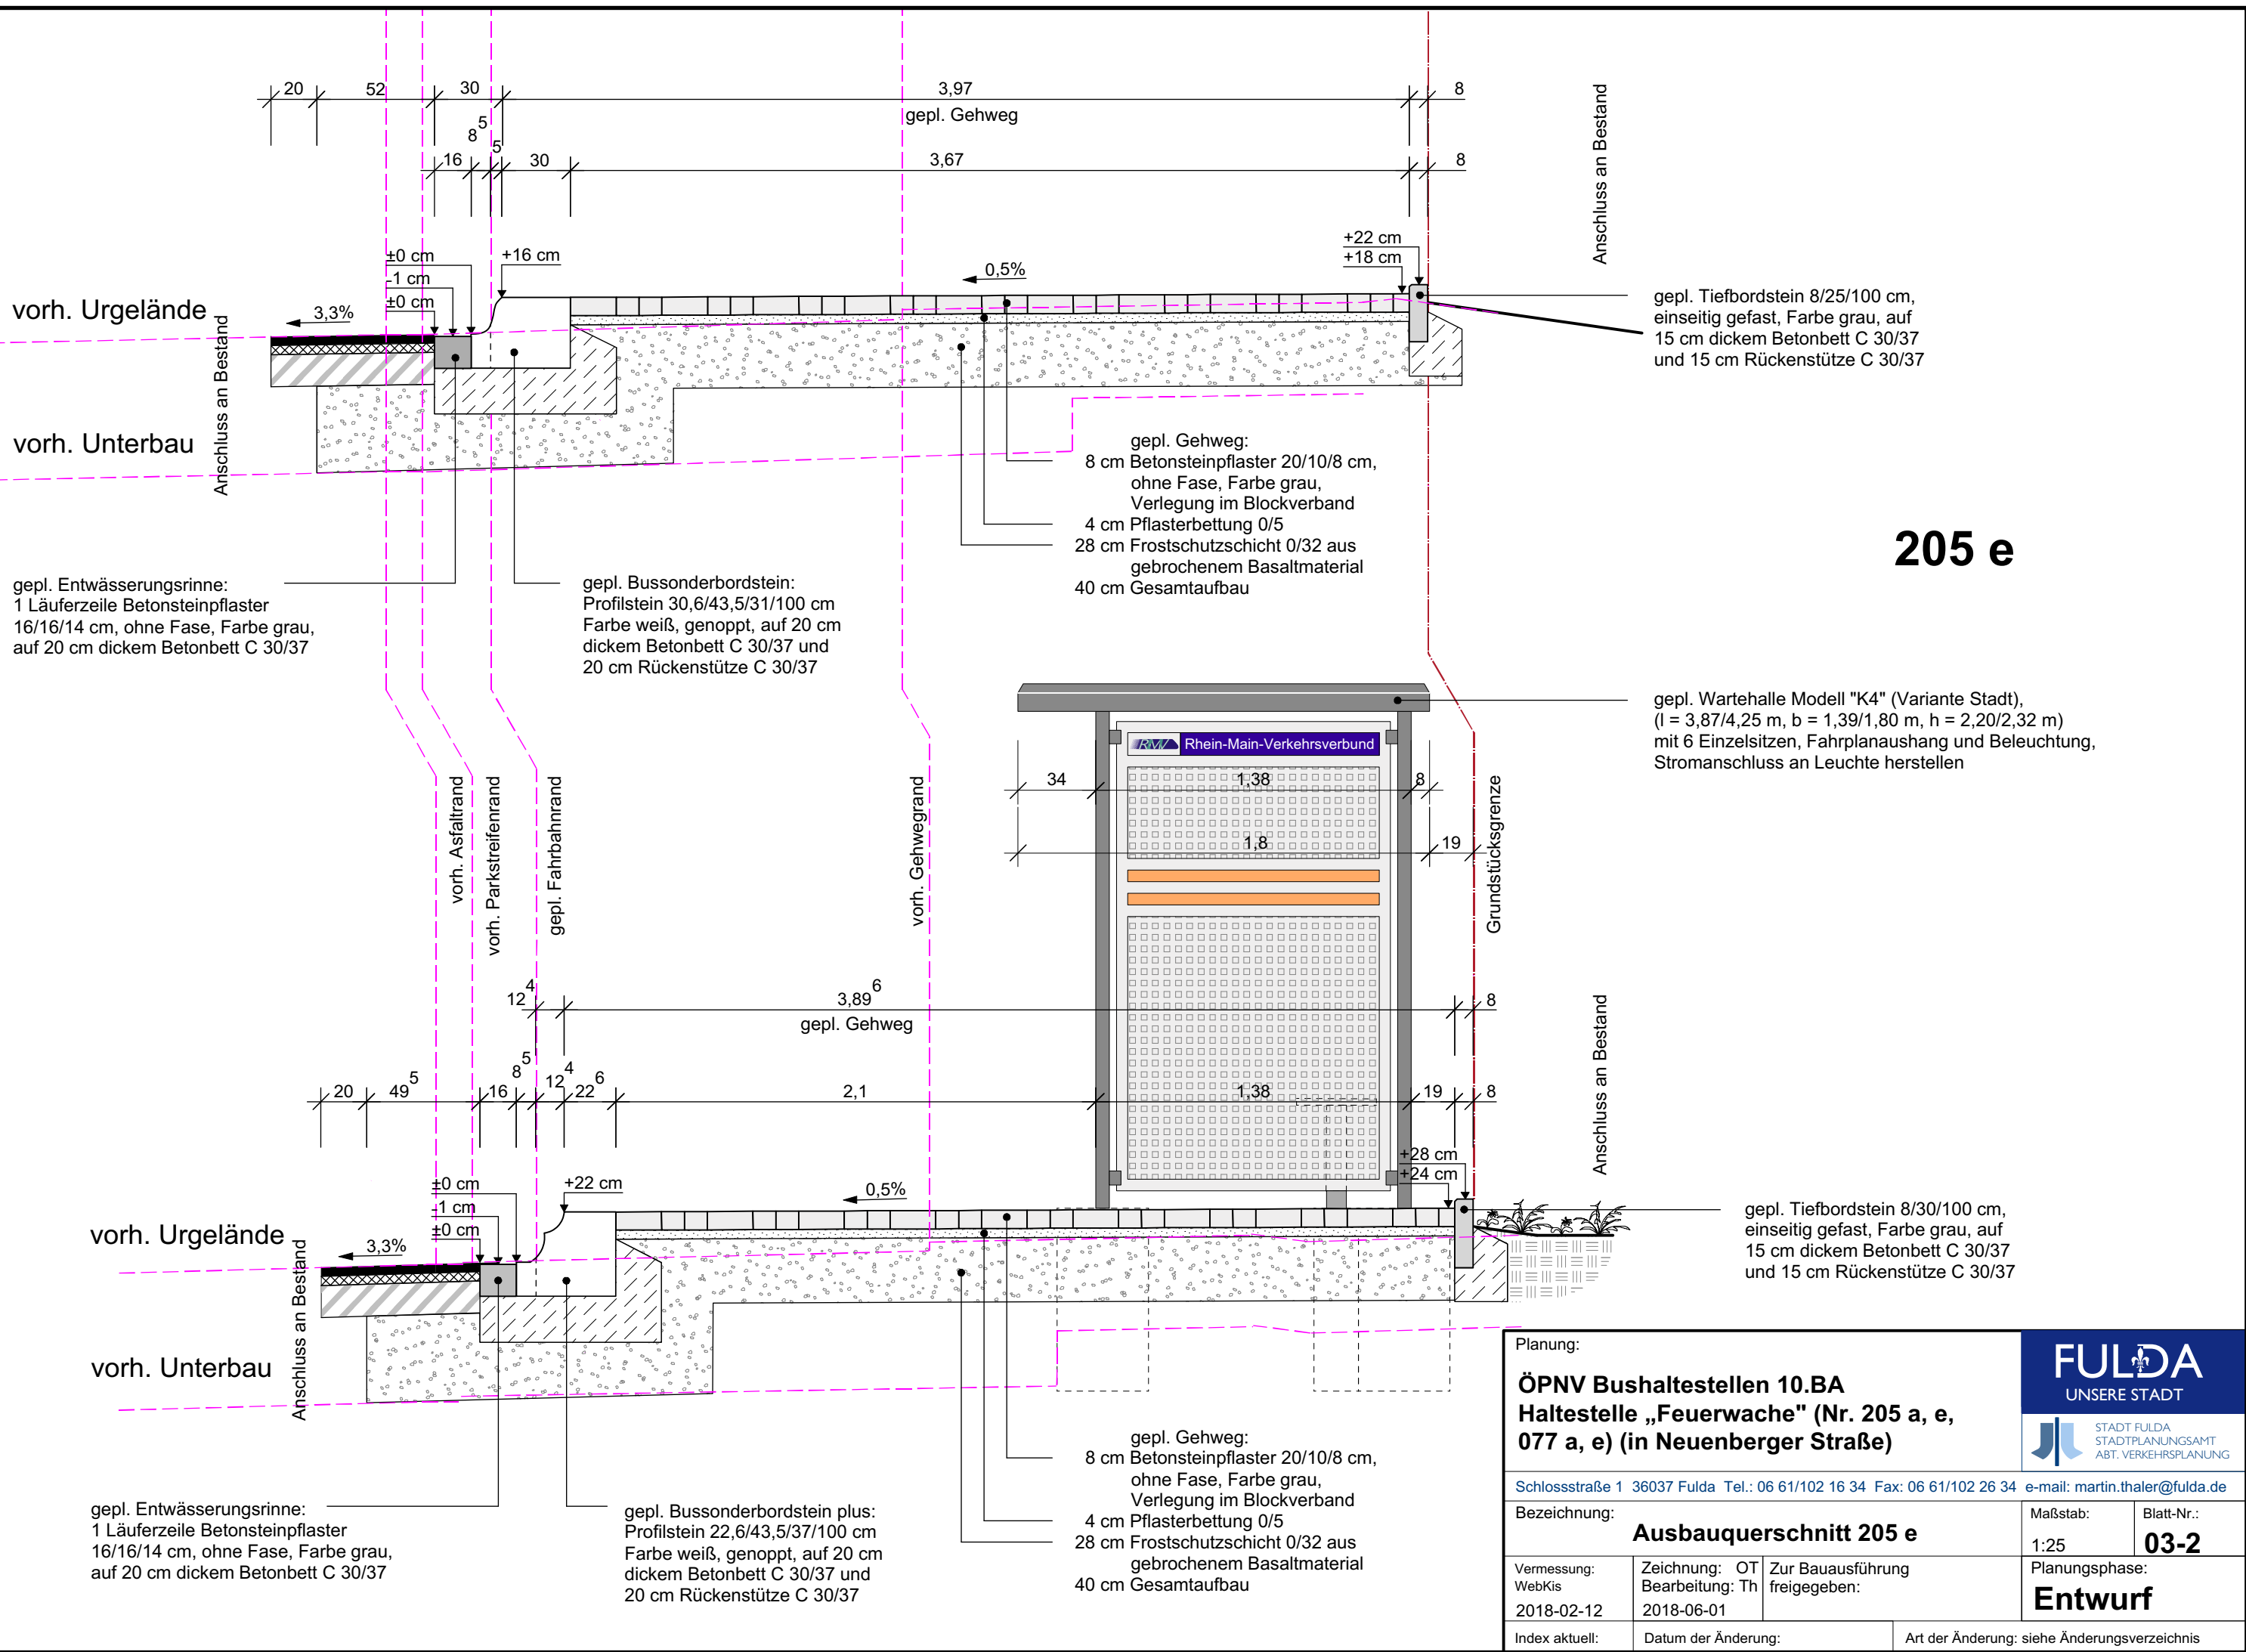 20 52 30 3,97 8
gepl. Gehweg
8⁵ 5
16 30 3,67 8
Anschluss an Bestand
±0 cm
-1 cm
±0 cm
+16 cm
0,5%
+22 cm
+18 cm
3,3%
vorh. Urgelände
vorh. Unterbau
Anschluss an Bestand
gepl. Tiefbordstein 8/25/100 cm,
einseitig gefast, Farbe grau, auf
15 cm dickem Betonbett C 30/37
und 15 cm Rückenstütze C 30/37
gepl. Gehweg:
8 cm Betonsteinpflaster 20/10/8 cm,
ohne Fase, Farbe grau,
Verlegung im Blockverband
4 cm Pflasterbettung 0/5
28 cm Frostschutzschicht 0/32 aus
gebrochenem Basaltmaterial
40 cm Gesamtaufbau
205 e
gepl. Entwässerungsrinne:
1 Läuferzeile Betonsteinpflaster
16/16/14 cm, ohne Fase, Farbe grau,
auf 20 cm dickem Betonbett C 30/37
gepl. Bussonderbordstein:
Profilstein 30,6/43,5/31/100 cm
Farbe weiß, genoppt, auf 20 cm
dickem Betonbett C 30/37 und
20 cm Rückenstütze C 30/37
gepl. Wartehalle Modell "K4" (Variante Stadt),
(l = 3,87/4,25 m, b = 1,39/1,80 m, h = 2,20/2,32 m)
mit 6 Einzelsitzen, Fahrplanaushang und Beleuchtung,
Stromanschluss an Leuchte herstellen
RMV Rhein-Main-Verkehrsverbund
34 1,38 8
1,8 19
vorh. Asfaltrand
vorh. Parkstreifenrand
gepl. Fahrbahnrand
vorh. Gehwegrand
Grundstücksgrenze
12⁴ 3,89⁶ 8
gepl. Gehweg
20 49⁵ 16 8⁵ 12⁴ 22⁶ 2,1 1,38 19 8
Anschluss an Bestand
±0 cm
-1 cm
±0 cm
+22 cm
0,5%
+28 cm
+24 cm
3,3%
vorh. Urgelände
vorh. Unterbau
Anschluss an Bestand
gepl. Tiefbordstein 8/30/100 cm,
einseitig gefast, Farbe grau, auf
15 cm dickem Betonbett C 30/37
und 15 cm Rückenstütze C 30/37
gepl. Entwässerungsrinne:
1 Läuferzeile Betonsteinpflaster
16/16/14 cm, ohne Fase, Farbe grau,
auf 20 cm dickem Betonbett C 30/37
gepl. Bussonderbordstein plus:
Profilstein 22,6/43,5/37/100 cm
Farbe weiß, genoppt, auf 20 cm
dickem Betonbett C 30/37 und
20 cm Rückenstütze C 30/37
gepl. Gehweg:
8 cm Betonsteinpflaster 20/10/8 cm,
ohne Fase, Farbe grau,
Verlegung im Blockverband
4 cm Pflasterbettung 0/5
28 cm Frostschutzschicht 0/32 aus
gebrochenem Basaltmaterial
40 cm Gesamtaufbau
Planung:
ÖPNV Bushaltestellen 10.BA
Haltestelle „Feuerwache" (Nr. 205 a, e,
077 a, e) (in Neuenberger Straße)
FULDA
UNSERE STADT
STADT FULDA
STADTPLANUNGSAMT
ABT. VERKEHRSPLANUNG
Schlossstraße 1 36037 Fulda Tel.: 06 61/102 16 34 Fax: 06 61/102 26 34 e-mail: martin.thaler@fulda.de
Bezeichnung:
Ausbauquerschnitt 205 e
Maßstab:
1:25
Blatt-Nr.:
03-2
Vermessung:
WebKis
2018-02-12
Zeichnung: OT
Bearbeitung: Th
2018-06-01
Zur Bauausführung
freigegeben:
Planungsphase:
Entwurf
Index aktuell:
Datum der Änderung:
Art der Änderung: siehe Änderungsverzeichnis